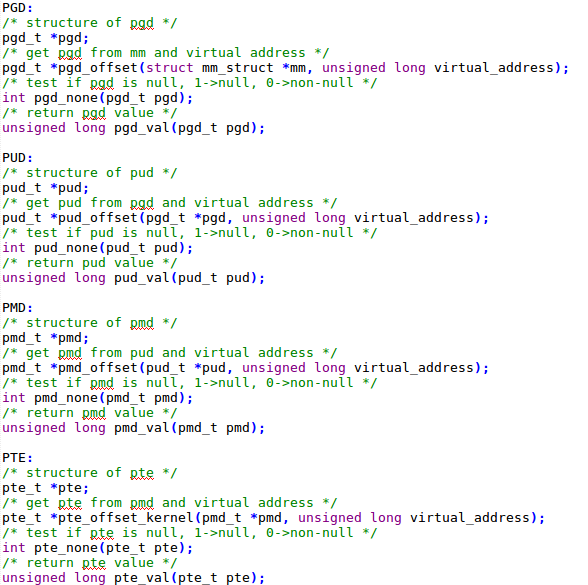 PGD:
/* structure of pgd */
pgd_t *pgd;
/* get pgd from mm and virtual address */
pgd_t *pgd_offset(struct mm_struct *mm, unsigned long virtual_address);
/* test if pgd is null, 1->null, 0->non-null */
int pgd_none(pgd_t pgd);
/* return pgd value */
unsigned long pgd_val(pgd_t pgd);

PUD:
/* structure of pud */
pud_t *pud;
/* get pud from pgd and virtual address */
pud_t *pud_offset(pgd_t *pgd, unsigned long virtual_address);
/* test if pud is null, 1->null, 0->non-null */
int pud_none(pud_t pud);
/* return pud value */
unsigned long pud_val(pud_t pud);

PMD:
/* structure of pmd */
pmd_t *pmd;
/* get pmd from pud and virtual address */
pmd_t *pmd_offset(pud_t *pud, unsigned long virtual_address);
/* test if pmd is null, 1->null, 0->non-null */
int pmd_none(pmd_t pmd);
/* return pmd value */
unsigned long pmd_val(pmd_t pmd);

PTE:
/* structure of pte */
pte_t *pte;
/* get pte from pmd and virtual address */
pte_t *pte_offset_kernel(pmd_t *pmd, unsigned long virtual_address);
/* test if pte is null, 1->null, 0->non-null */
int pte_none(pte_t pte);
/* return pte value */
unsigned long pte_val(pte_t pte);